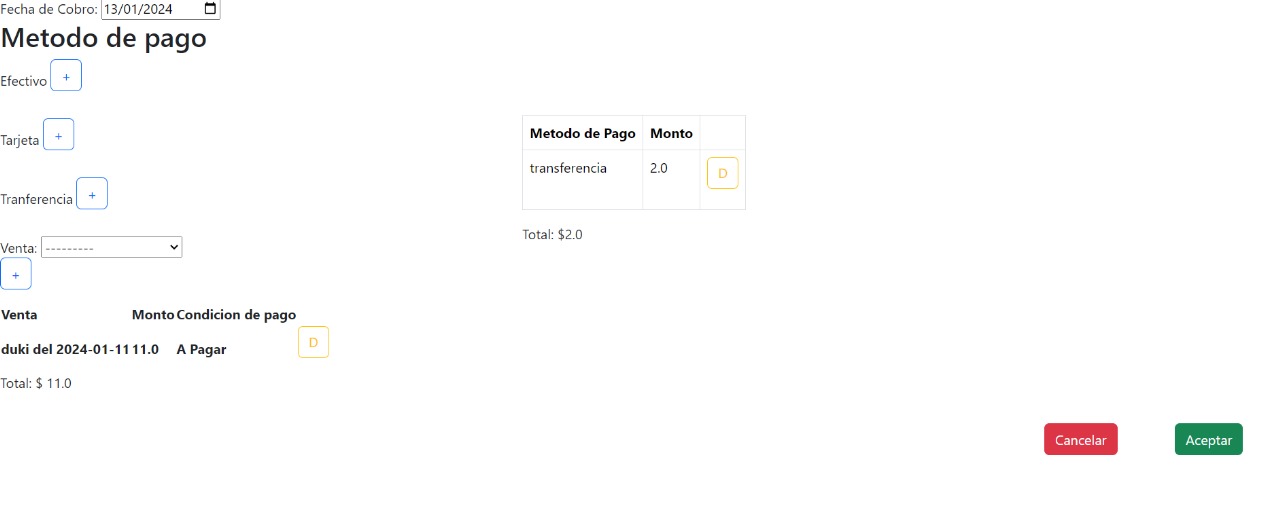 Fecha de Cobro: 13/01/2024
Metodo de pago
Efectivo +
Tarjeta +
Tranferencia +
Venta: ---------
+
Venta Monto Condicion de pago
duki del 2024-01-11 11.0 A Pagar D
Total: $ 11.0
Metodo de Pago Monto
transferencia 2.0 D
Total: $2.0
Cancelar Aceptar